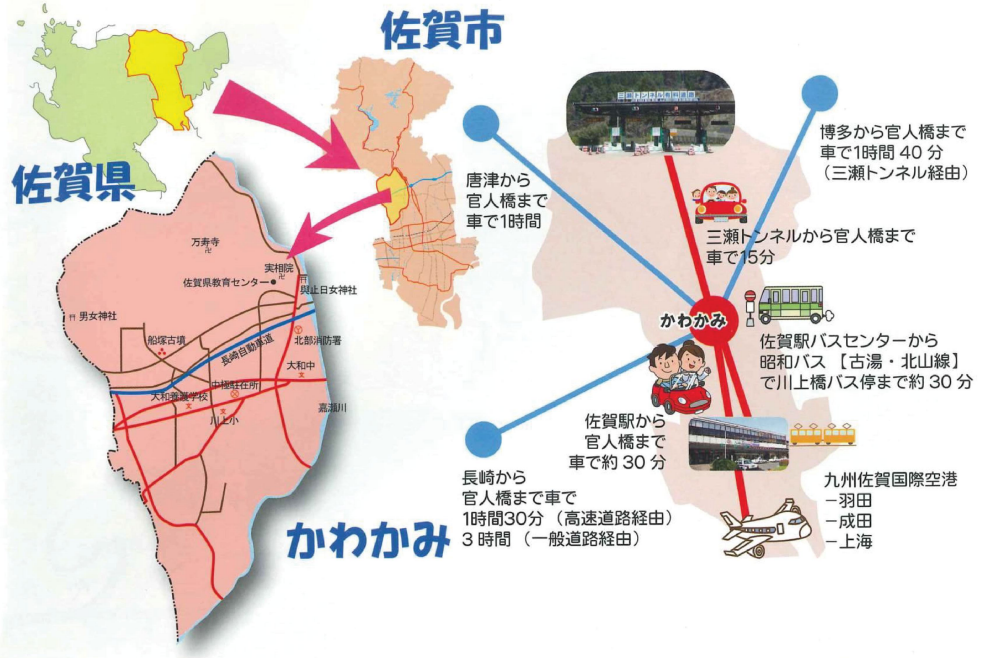 佐賀市
佐賀県
三瀬トンネル有料道路
唐津から
官人橋まで
車で1時間
博多から官人橋まで
車で1時間 40 分
（三瀬トンネル経由）
三瀬トンネルから官人橋まで
車で15分
かわかみ
佐賀駅バスセンターから
昭和バス 【古湯・北山線】
で川上橋バス停まで約 30 分
佐賀駅から
官人橋まで
車で約 30 分
長崎から
官人橋まで車で
1時間30分 （高速道路経由）
3 時間 （一般道路経由）
九州佐賀国際空港
－羽田
－成田
－上海
万寿寺
実相院
佐賀県教育センター
與止日女神社
男女神社
船塚古墳
長崎自動車道
北部消防署
大和中
中極駐在所
大和養護学校
川上小
嘉瀬川
かわかみ